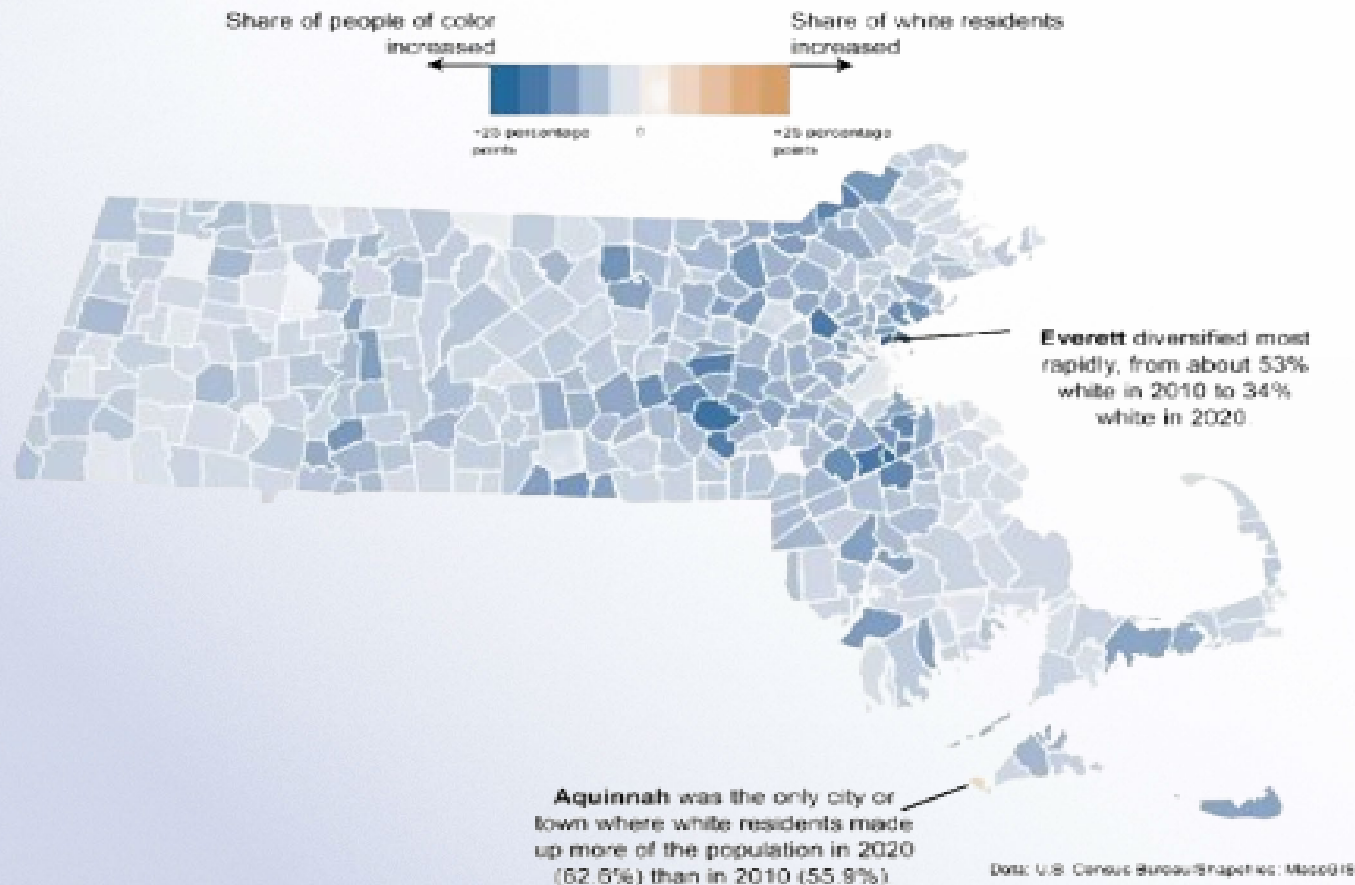 Share of people of color
increased
Share of white residents
increased
+25 percentage
points
0
+25 percentage
points
Everett diversified most
rapidly, from about 53%
white in 2010 to 34%
white in 2020.
Aquinnah was the only city or
town where white residents made
up more of the population in 2020
(62.6%) than in 2010 (55.9%)
Data: U.S. Census Bureau/Shapefiles: MassGIS